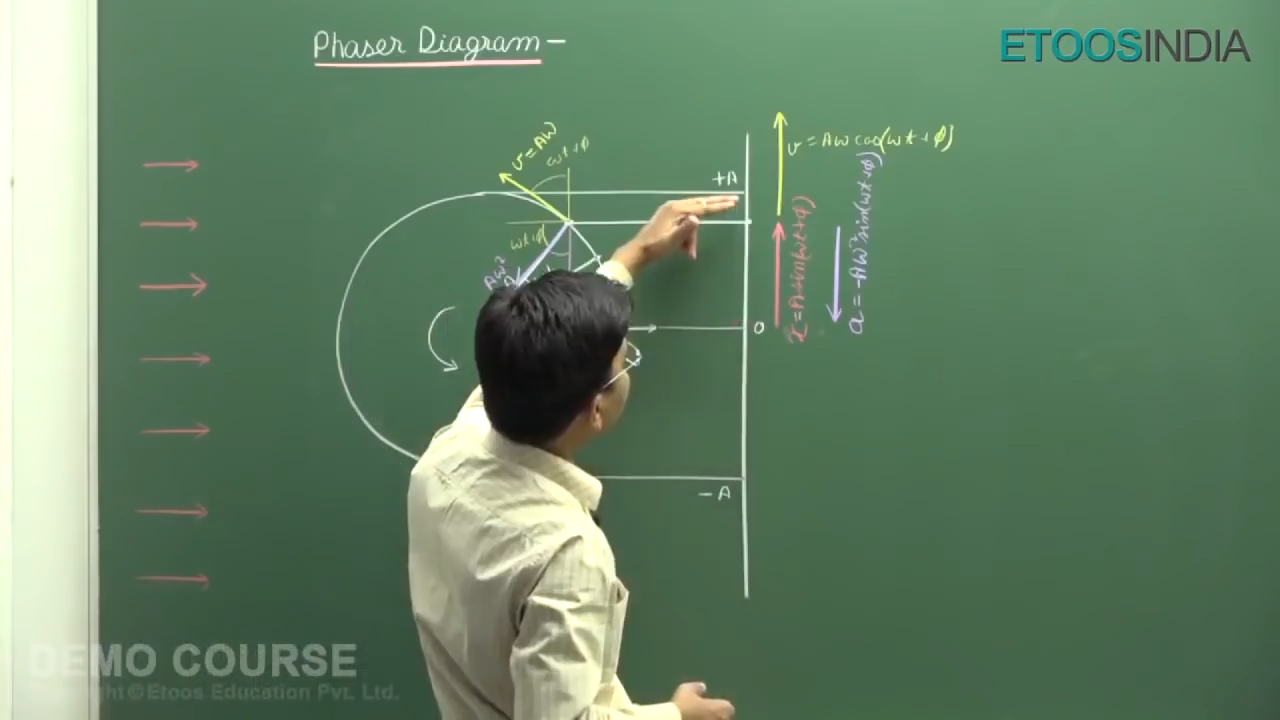 Phaser Diagram -
ETOOSINDIA
v = Aω
ωt+φ
+A
v = Aω cos(ωt+φ)
ωt+φ
Aω²
x = A sin(ωt+φ)
a = -Aω² sin(ωt+φ)
0
-A
DEMO COURSE
©Etoos Education Pvt. Ltd.